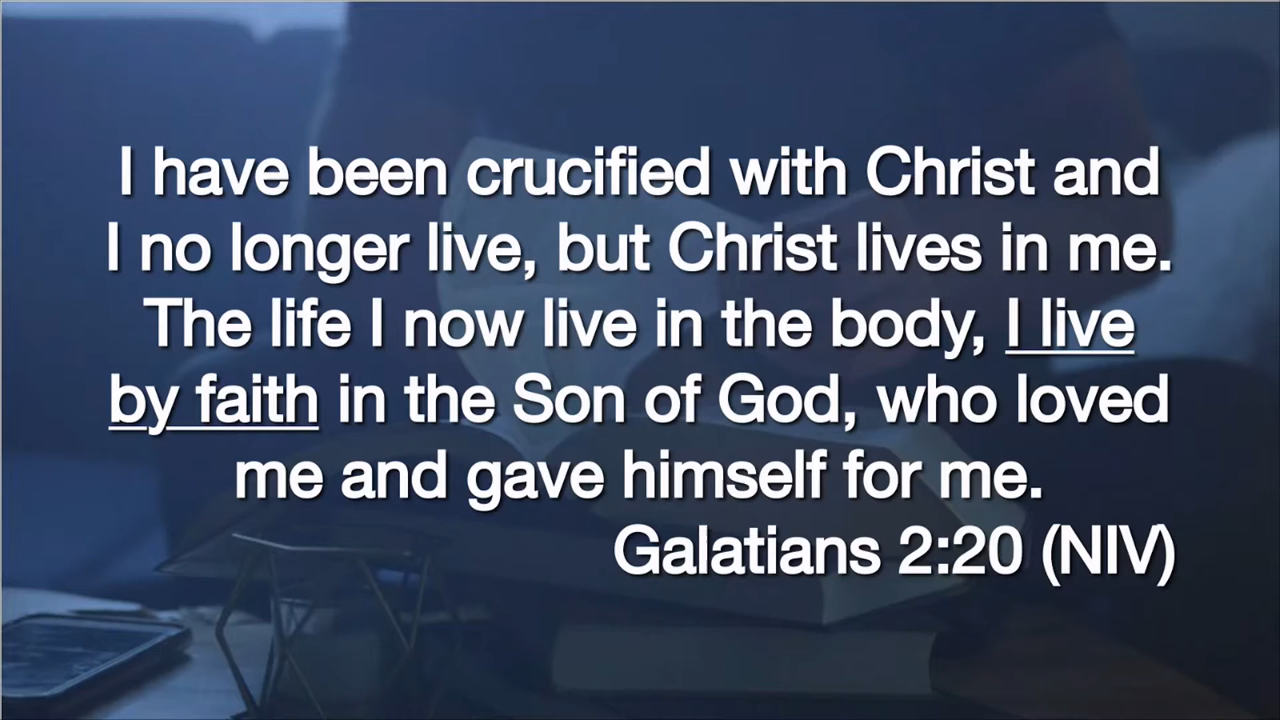 I have been crucified with Christ and
I no longer live, but Christ lives in me.
The life I now live in the body, I live
by faith in the Son of God, who loved
me and gave himself for me.
Galatians 2:20 (NIV)